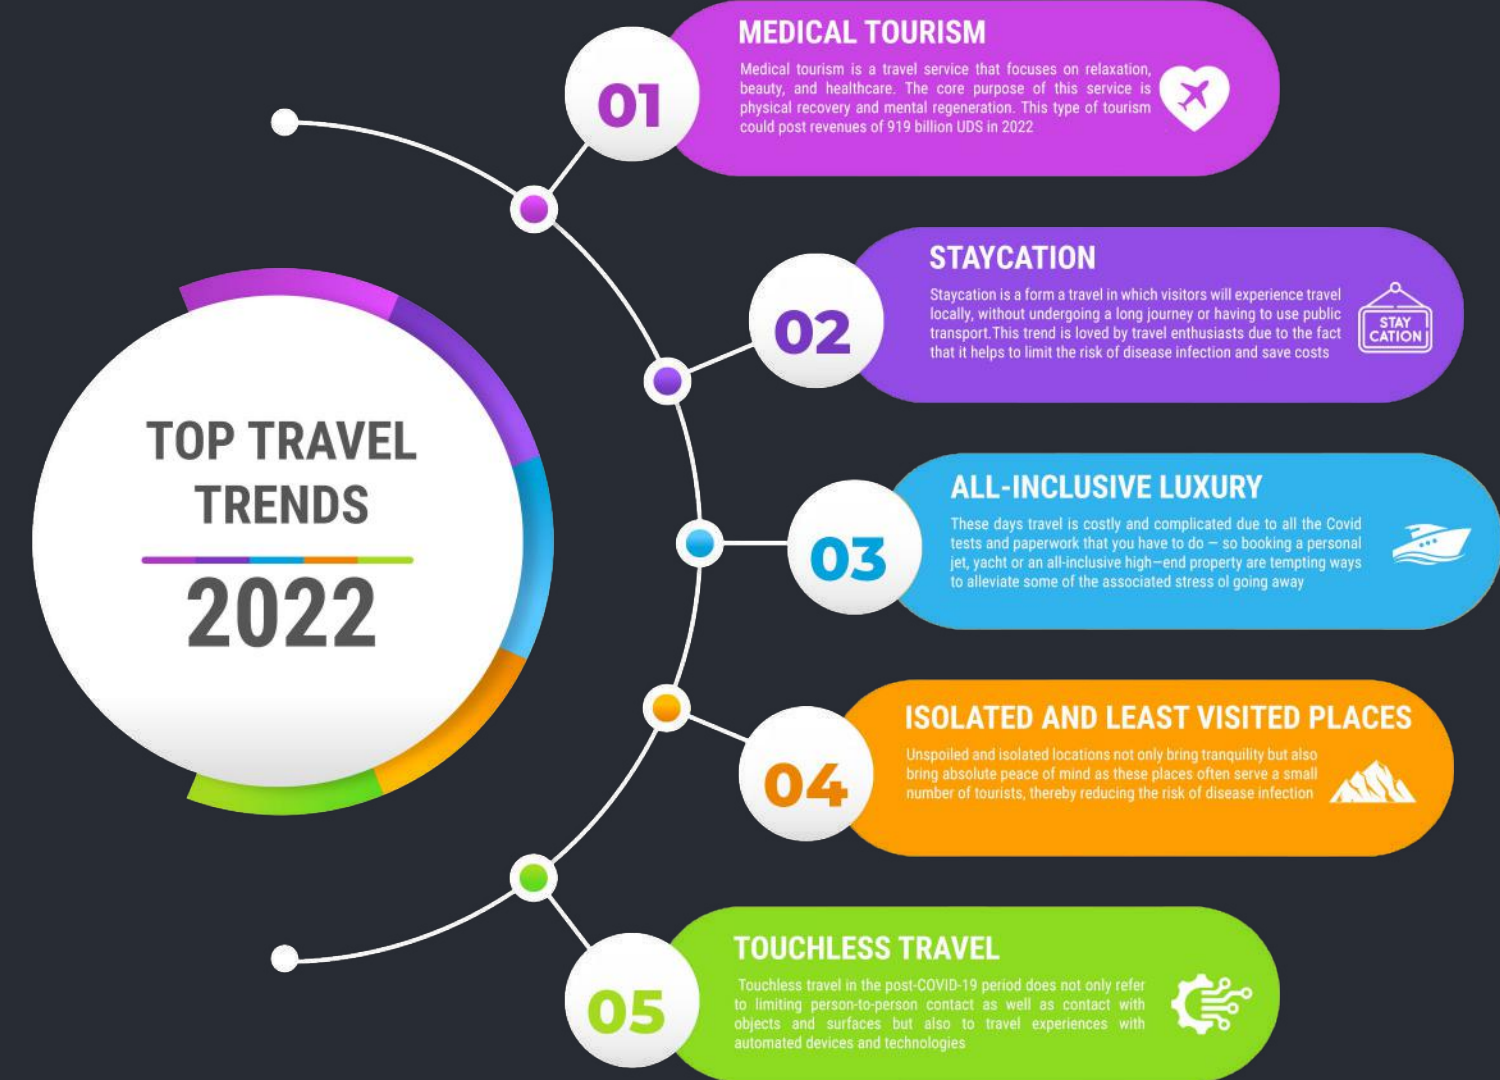 TOP TRAVEL
TRENDS
2022
01
MEDICAL TOURISM
Medical tourism is a travel service that focuses on relaxation,
beauty, and healthcare. The core purpose of this service is
physical recovery and mental regeneration. This type of tourism
could post revenues of 919 billion UDS in 2022
02
STAYCATION
Staycation is a form a travel in which visitors will experience travel
locally, without undergoing a long journey or having to use public
transport.This trend is loved by travel enthusiasts due to the fact
that it helps to limit the risk of disease infection and save costs
STAY
CATION
03
ALL-INCLUSIVE LUXURY
These days travel is costly and complicated due to all the Covid
tests and paperwork that you have to do – so booking a personal
jet, yacht or an all-inclusive high–end property are tempting ways
to alleviate some of the associated stress ol going away
04
ISOLATED AND LEAST VISITED PLACES
Unspoiled and isolated locations not only bring tranquility but also
bring absolute peace of mind as these places often serve a small
number of tourists, thereby reducing the risk of disease infection
05
TOUCHLESS TRAVEL
Touchless travel in the post-COVID-19 period does not only refer
to limiting person-to-person contact as well as contact with
objects and surfaces but also to travel experiences with
automated devices and technologies